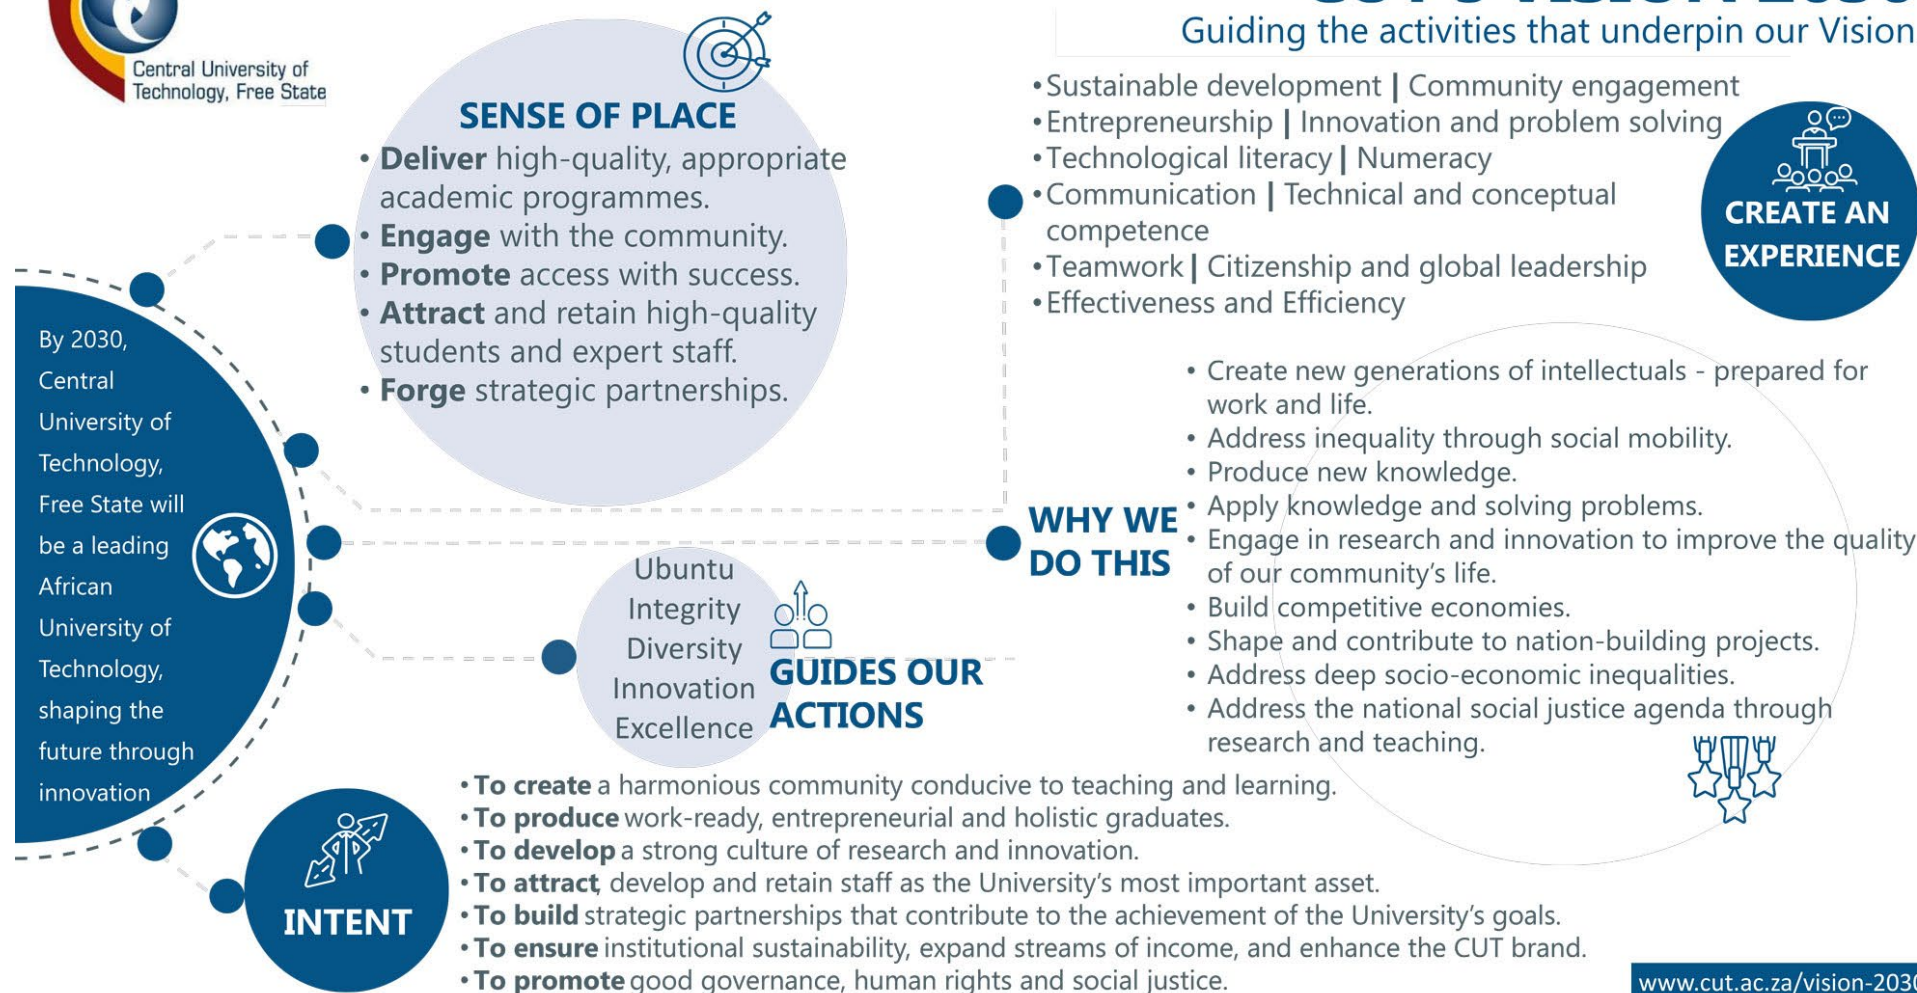 Central University of
Technology, Free State
Guiding the activities that underpin our Vision
SENSE OF PLACE
• Deliver high-quality, appropriate
academic programmes.
• Engage with the community.
• Promote access with success.
• Attract and retain high-quality
students and expert staff.
• Forge strategic partnerships.
•Sustainable development | Community engagement
•Entrepreneurship | Innovation and problem solving
•Technological literacy | Numeracy
•Communication | Technical and conceptual
competence
•Teamwork | Citizenship and global leadership
•Effectiveness and Efficiency
CREATE AN
EXPERIENCE
By 2030,
Central
University of
Technology,
Free State will
be a leading
African
University of
Technology,
shaping the
future through
innovation
WHY WE
DO THIS
• Create new generations of intellectuals - prepared for
work and life.
• Address inequality through social mobility.
• Produce new knowledge.
• Apply knowledge and solving problems.
• Engage in research and innovation to improve the quality
of our community's life.
• Build competitive economies.
• Shape and contribute to nation-building projects.
• Address deep socio-economic inequalities.
• Address the national social justice agenda through
research and teaching.
Ubuntu
Integrity
Diversity
Innovation
Excellence
GUIDES OUR
ACTIONS
INTENT
•To create a harmonious community conducive to teaching and learning.
•To produce work-ready, entrepreneurial and holistic graduates.
•To develop a strong culture of research and innovation.
•To attract, develop and retain staff as the University's most important asset.
•To build strategic partnerships that contribute to the achievement of the University's goals.
•To ensure institutional sustainability, expand streams of income, and enhance the CUT brand.
•To promote good governance, human rights and social justice.
www.cut.ac.za/vision-2030